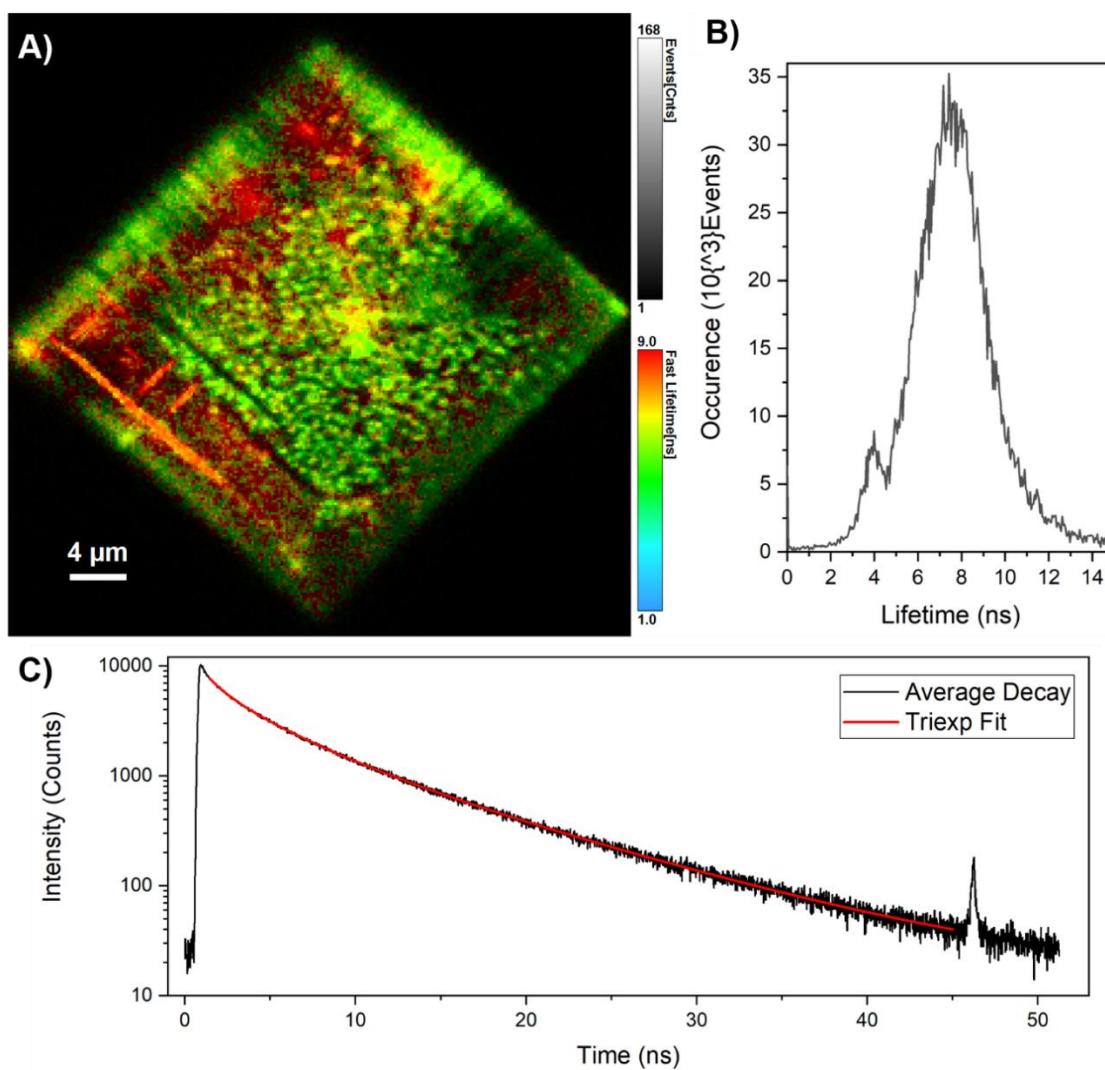 A)
168
Events[Cnts]
1
9.0
Fast Lifetime[ns]
1.0
4 µm
B)
35
30
25
20
15
10
5
0
Occurence (10{^3}Events)
0 2 4 6 8 10 12 14
Lifetime (ns)
C)
10000
1000
100
10
Intensity (Counts)
Average Decay
Triexp Fit
0 10 20 30 40 50
Time (ns)